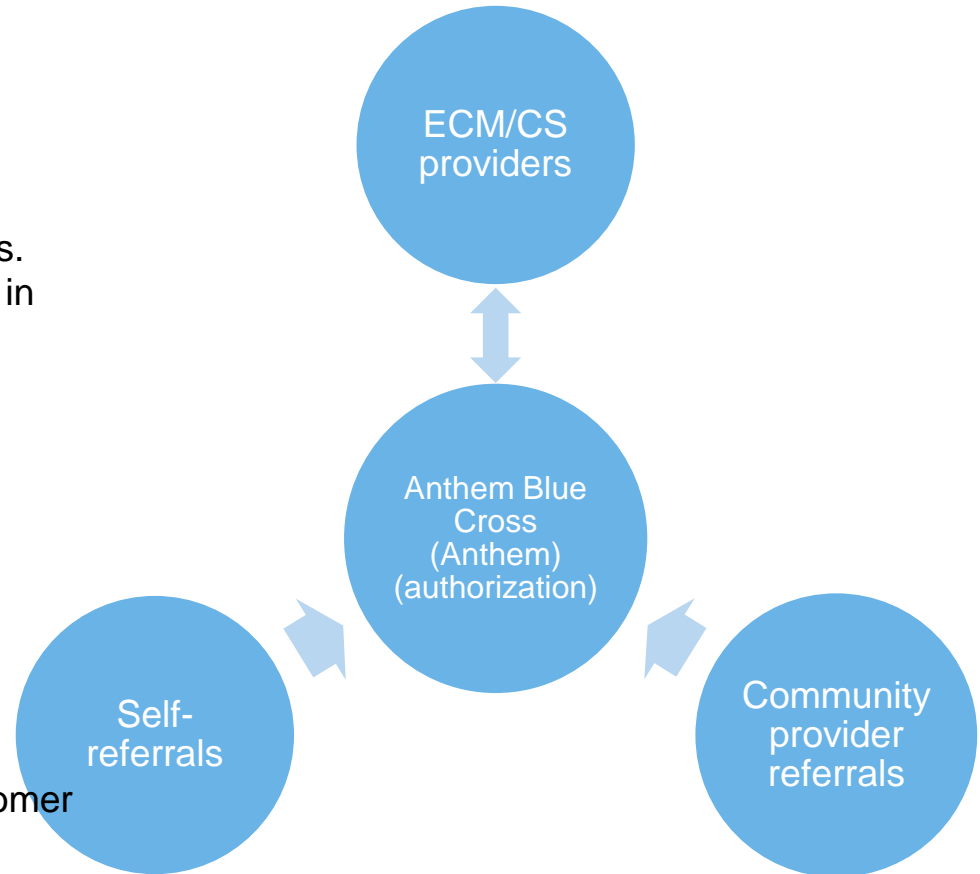 ECM/CS
providers
s.
in
Anthem Blue
Cross
(Anthem)
(authorization)
Self-
referrals
Community
provider
referrals
omer